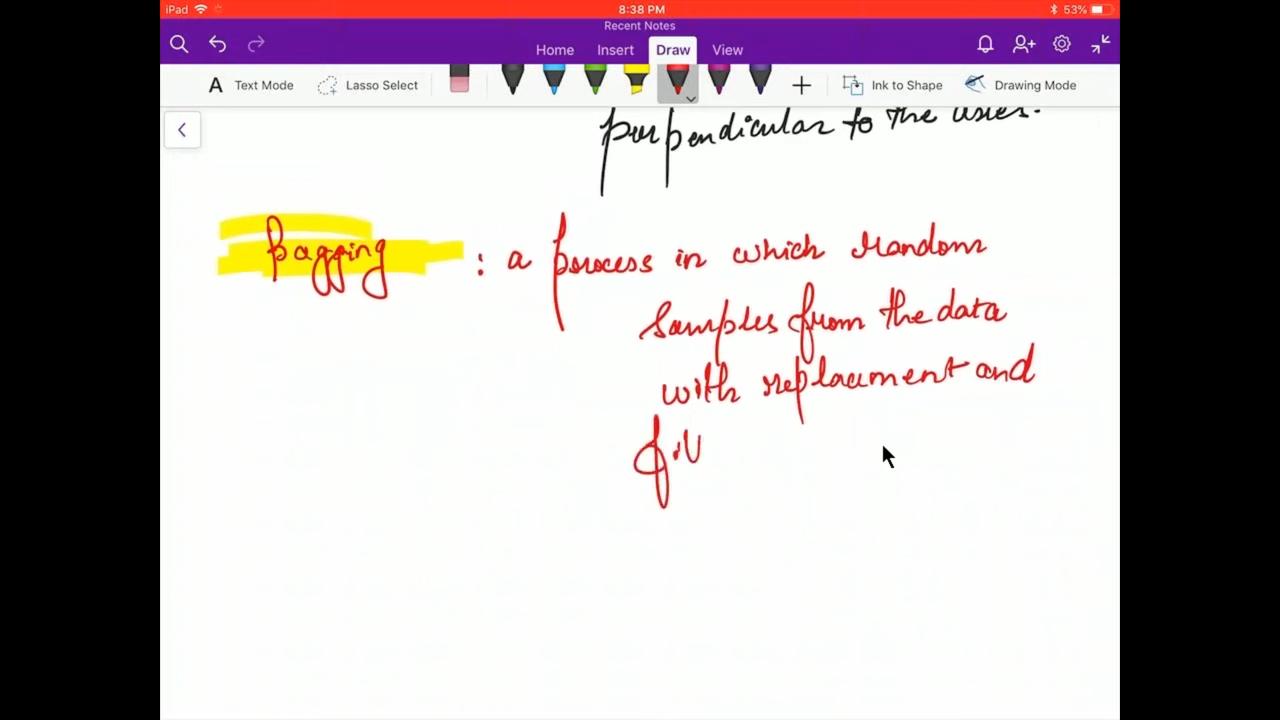 iPad 8:38 PM 53%
Recent Notes
Home Insert Draw View
A Text Mode Lasso Select Ink to Shape Drawing Mode
perpendicular to the axes.
Bagging : a process in which random
samples from the data
with replacement and